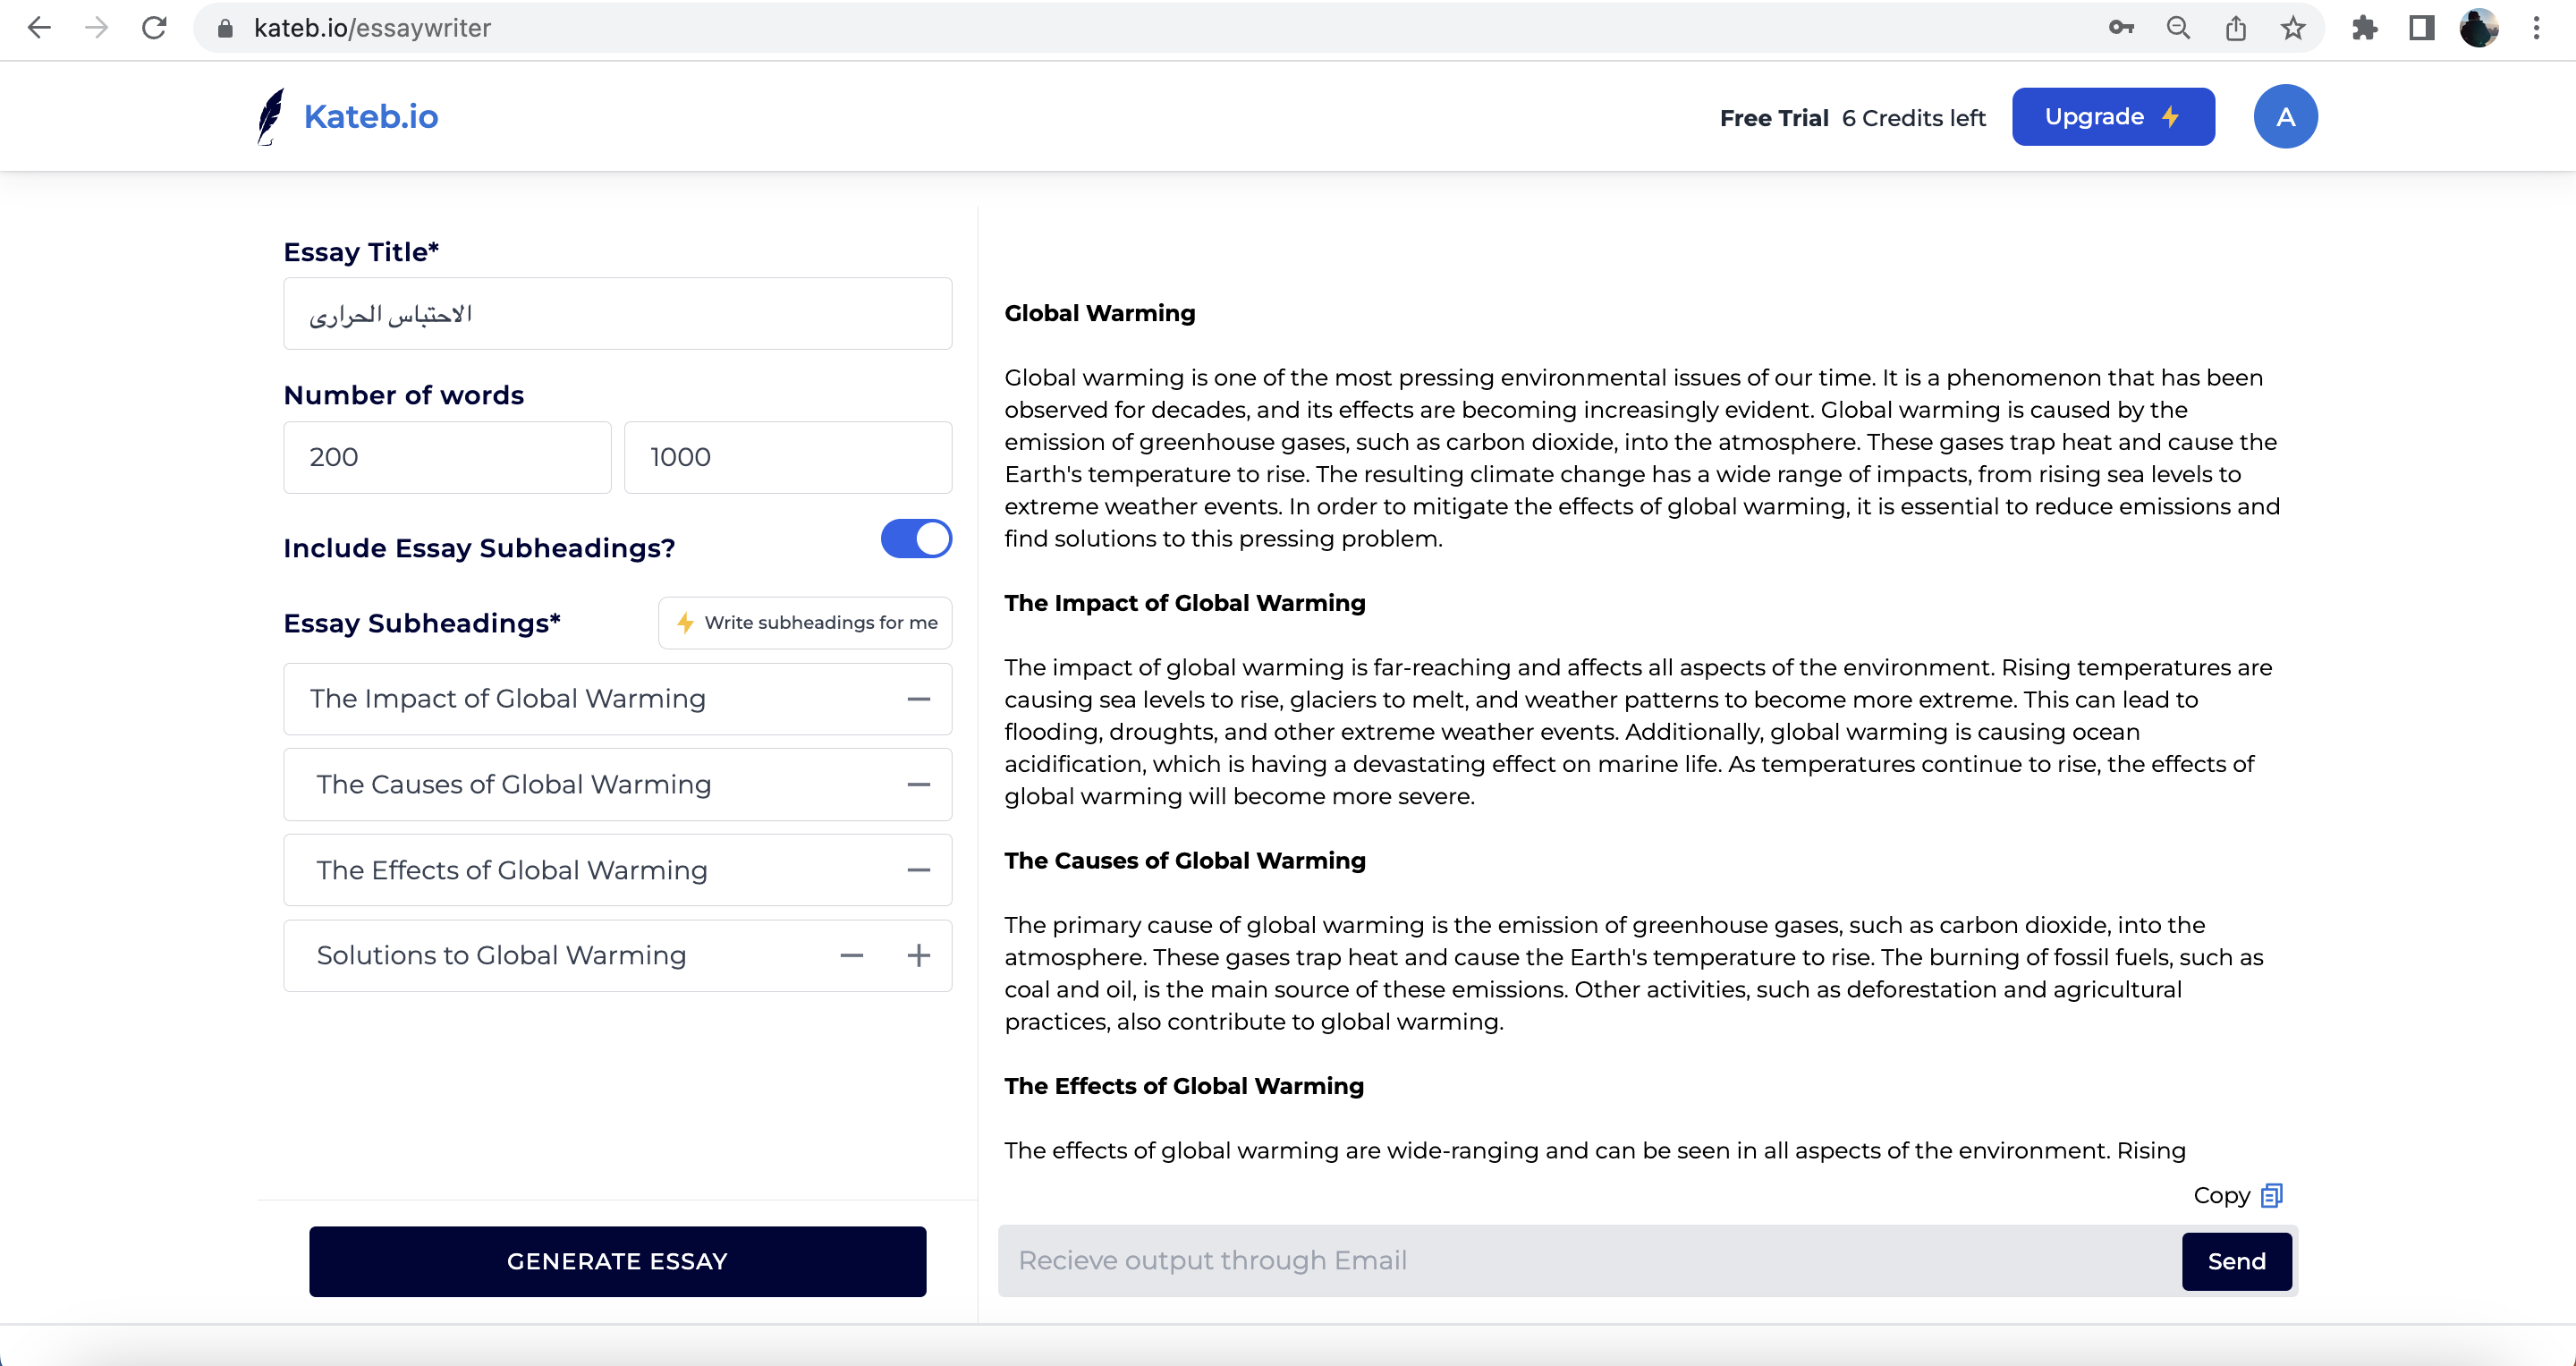 kateb.io/essaywriter
Kateb.io
Free Trial 6 Credits left
Upgrade
A
Essay Title*
الاحتباس الحرارى
Number of words
200
1000
Include Essay Subheadings?
Essay Subheadings*
Write subheadings for me
The Impact of Global Warming
The Causes of Global Warming
The Effects of Global Warming
Solutions to Global Warming
GENERATE ESSAY
Global Warming
Global warming is one of the most pressing environmental issues of our time. It is a phenomenon that has been
observed for decades, and its effects are becoming increasingly evident. Global warming is caused by the
emission of greenhouse gases, such as carbon dioxide, into the atmosphere. These gases trap heat and cause the
Earth's temperature to rise. The resulting climate change has a wide range of impacts, from rising sea levels to
extreme weather events. In order to mitigate the effects of global warming, it is essential to reduce emissions and
find solutions to this pressing problem.
The Impact of Global Warming
The impact of global warming is far-reaching and affects all aspects of the environment. Rising temperatures are
causing sea levels to rise, glaciers to melt, and weather patterns to become more extreme. This can lead to
flooding, droughts, and other extreme weather events. Additionally, global warming is causing ocean
acidification, which is having a devastating effect on marine life. As temperatures continue to rise, the effects of
global warming will become more severe.
The Causes of Global Warming
The primary cause of global warming is the emission of greenhouse gases, such as carbon dioxide, into the
atmosphere. These gases trap heat and cause the Earth's temperature to rise. The burning of fossil fuels, such as
coal and oil, is the main source of these emissions. Other activities, such as deforestation and agricultural
practices, also contribute to global warming.
The Effects of Global Warming
The effects of global warming are wide-ranging and can be seen in all aspects of the environment. Rising
Copy
Recieve output through Email
Send